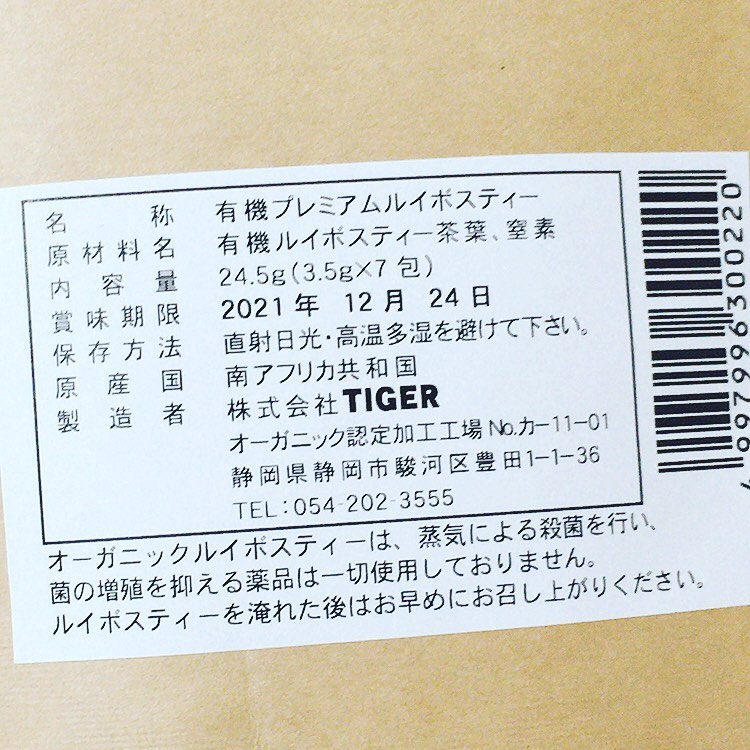 名称 有機プレミアムルイボスティー
原材料名 有機ルイボスティー茶葉、窒素
内容量 24.5g(3.5g×7包)
賞味期限 2021年 12月 24日
保存方法 直射日光・高温多湿を避けて下さい。
原産国 南アフリカ共和国
製造者 株式会社TIGER
オーガニック認定加工工場No.カ-11-01
静岡県静岡市駿河区豊田1-1-36
TEL:054-202-3555
オーガニックルイボスティーは、蒸気による殺菌を行い、
菌の増殖を抑える薬品は一切使用しておりません。
ルイボスティーを淹れた後はお早めにお召し上がりください。
4997996300220